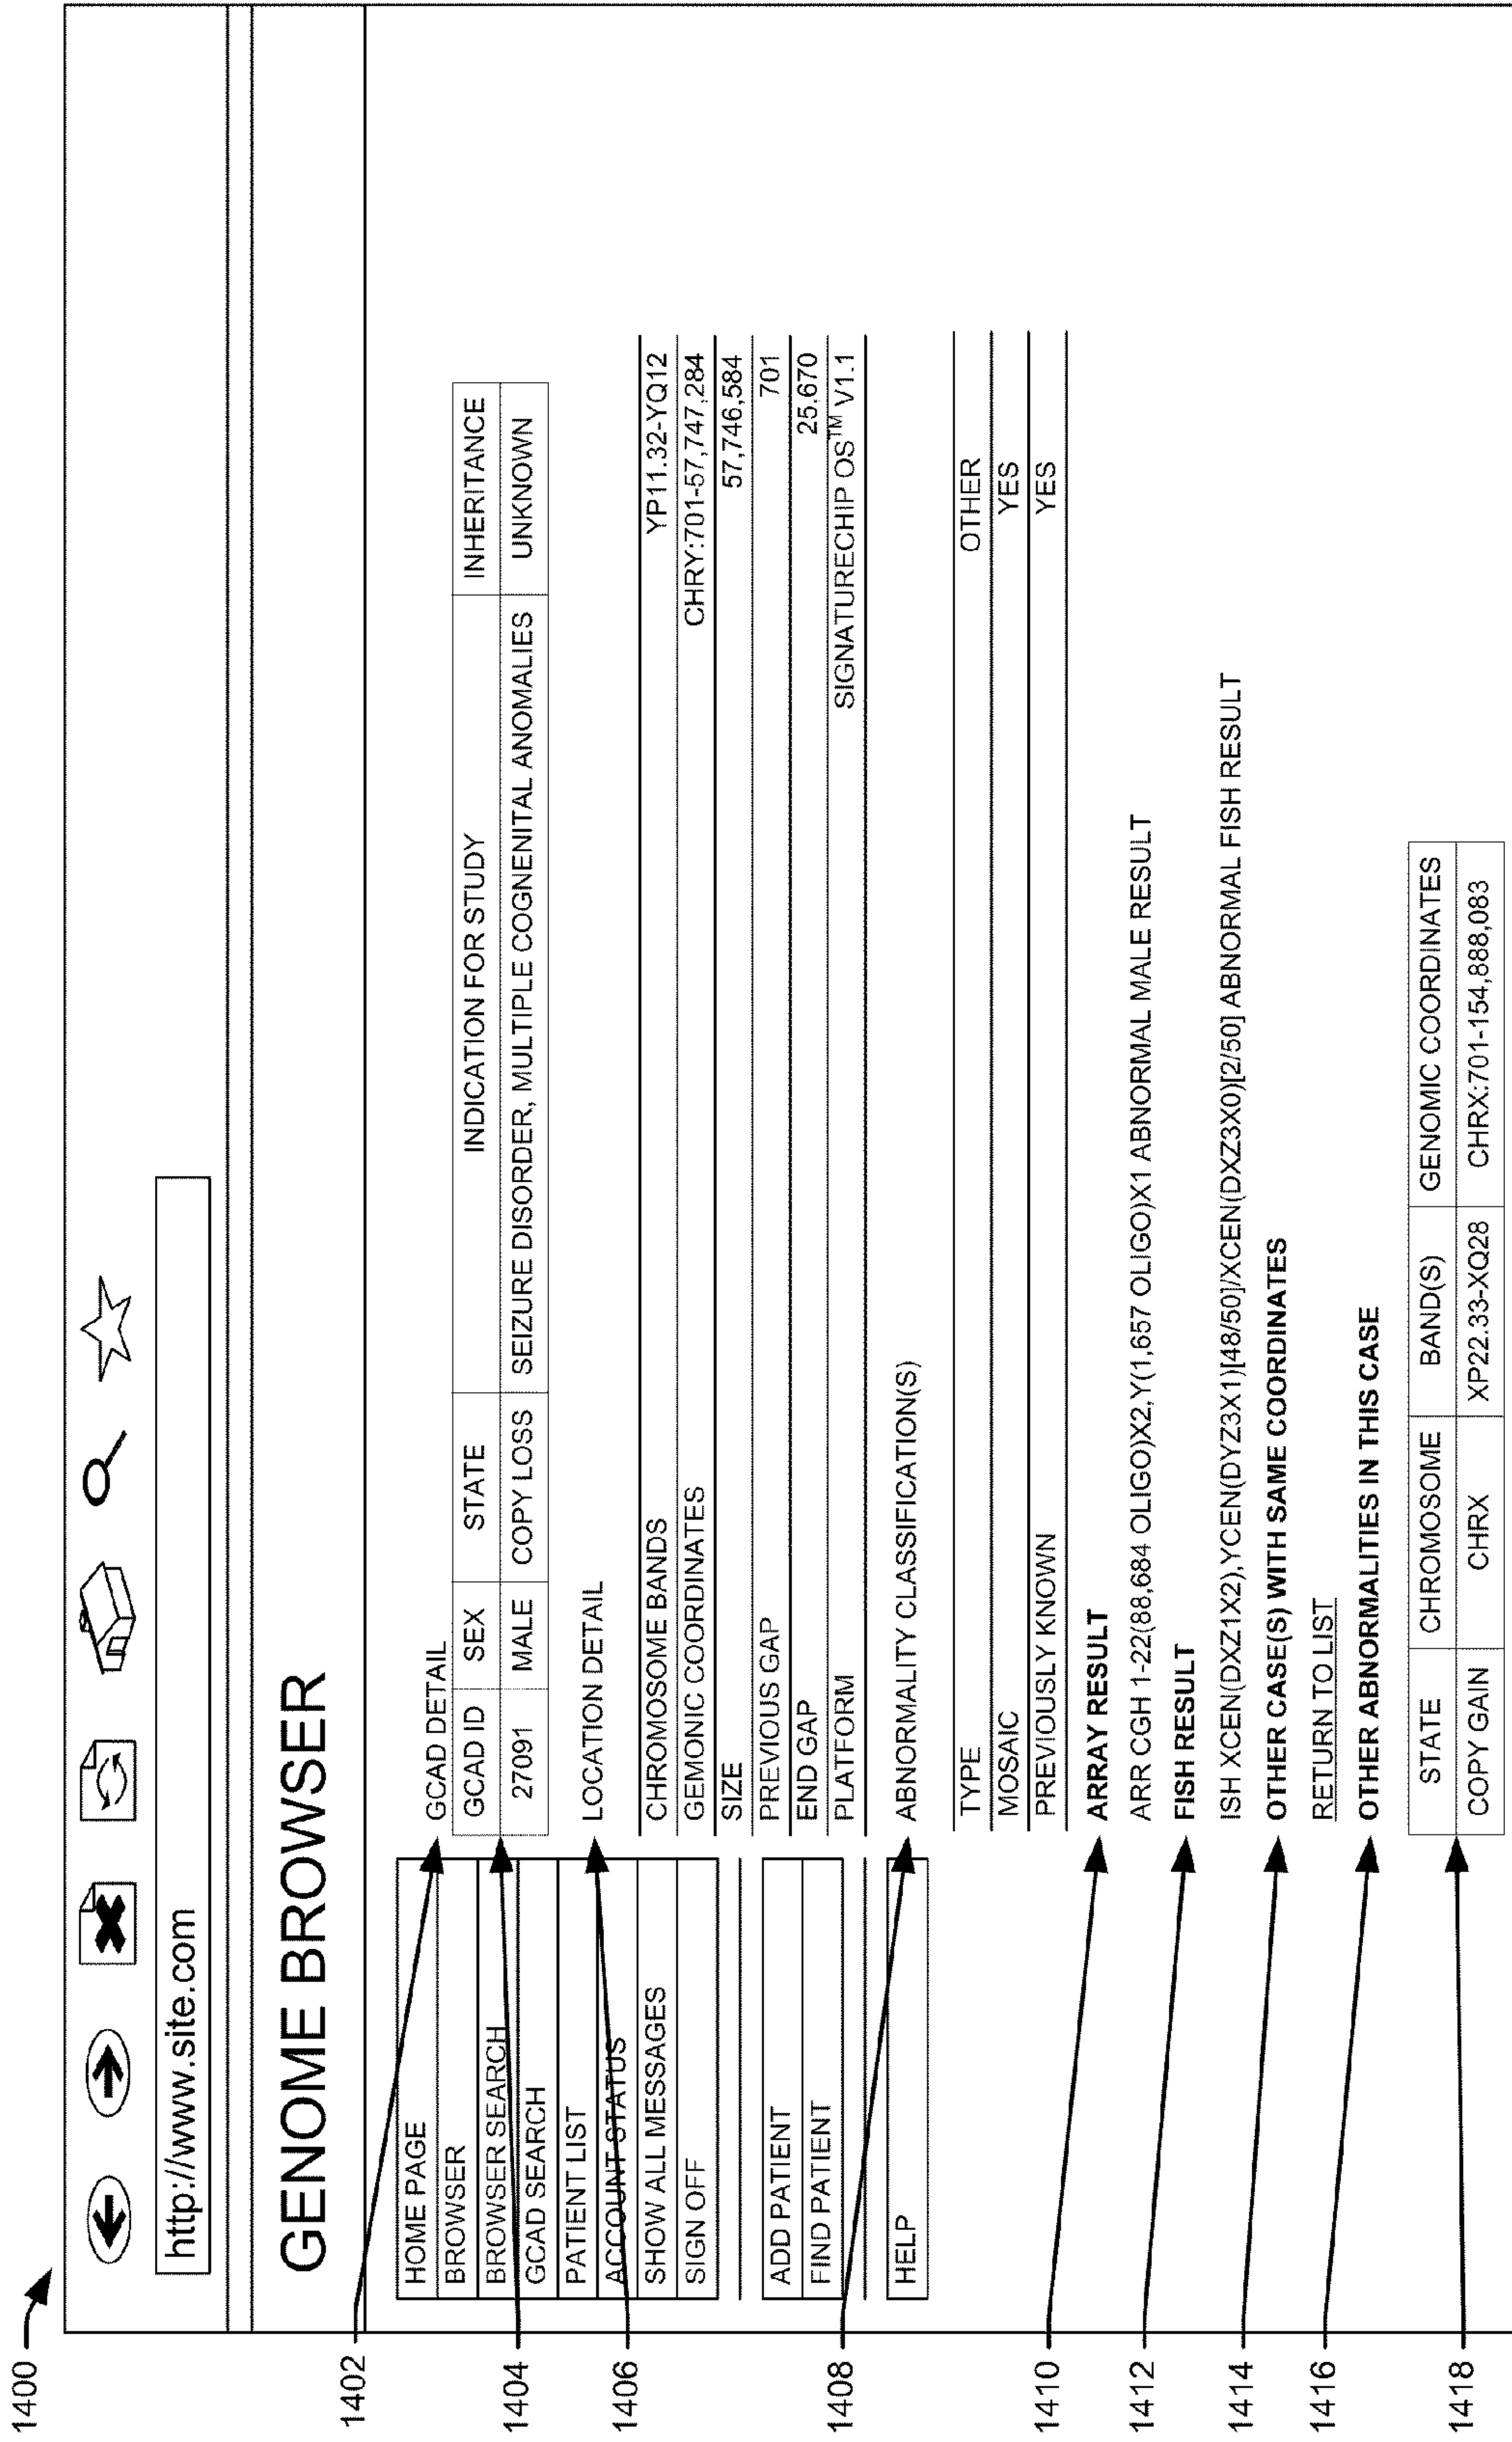 1400
http://www.site.com
GENOME BROWSER
1402
1404
1406
1408
1410
1412
1414
1416
1418
HOME PAGE
BROWSER
BROWSER SEARCH
GCAD SEARCH
PATIENT LIST
ACCOUNT STATUS
SHOW ALL MESSAGES
SIGN OFF
ADD PATIENT
FIND PATIENT
HELP
GCAD DETAIL
GCAD ID SEX STATE INDICATION FOR STUDY INHERITANCE
27091 MALE COPY LOSS SEIZURE DISORDER, MULTIPLE COGNENITAL ANOMALIES UNKNOWN
LOCATION DETAIL
CHROMOSOME BANDS YP11.32-YQ12
GEMONIC COORDINATES CHRY:701-57,747,284
SIZE 57,746,584
PREVIOUS GAP 701
END GAP 25.670
PLATFORM SIGNATURECHIP OS™ V1.1
ABNORMALITY CLASSIFICATION(S)
TYPE OTHER
MOSAIC YES
PREVIOUSLY KNOWN YES
ARRAY RESULT
ARR CGH 1-22(88,684 OLIGO)X2,Y(1,657 OLIGO)X1 ABNORMAL MALE RESULT
FISH RESULT
ISH XCEN(DXZ1X2),YCEN(DYZ3X1)[48/50]/XCEN(DXZ3X0)[2/50] ABNORMAL FISH RESULT
OTHER CASE(S) WITH SAME COORDINATES
RETURN TO LIST
OTHER ABNORMALITIES IN THIS CASE
STATE CHROMOSOME BAND(S) GENOMIC COORDINATES
COPY GAIN CHRX XP22.33-XQ28 CHRX:701-154,888,083